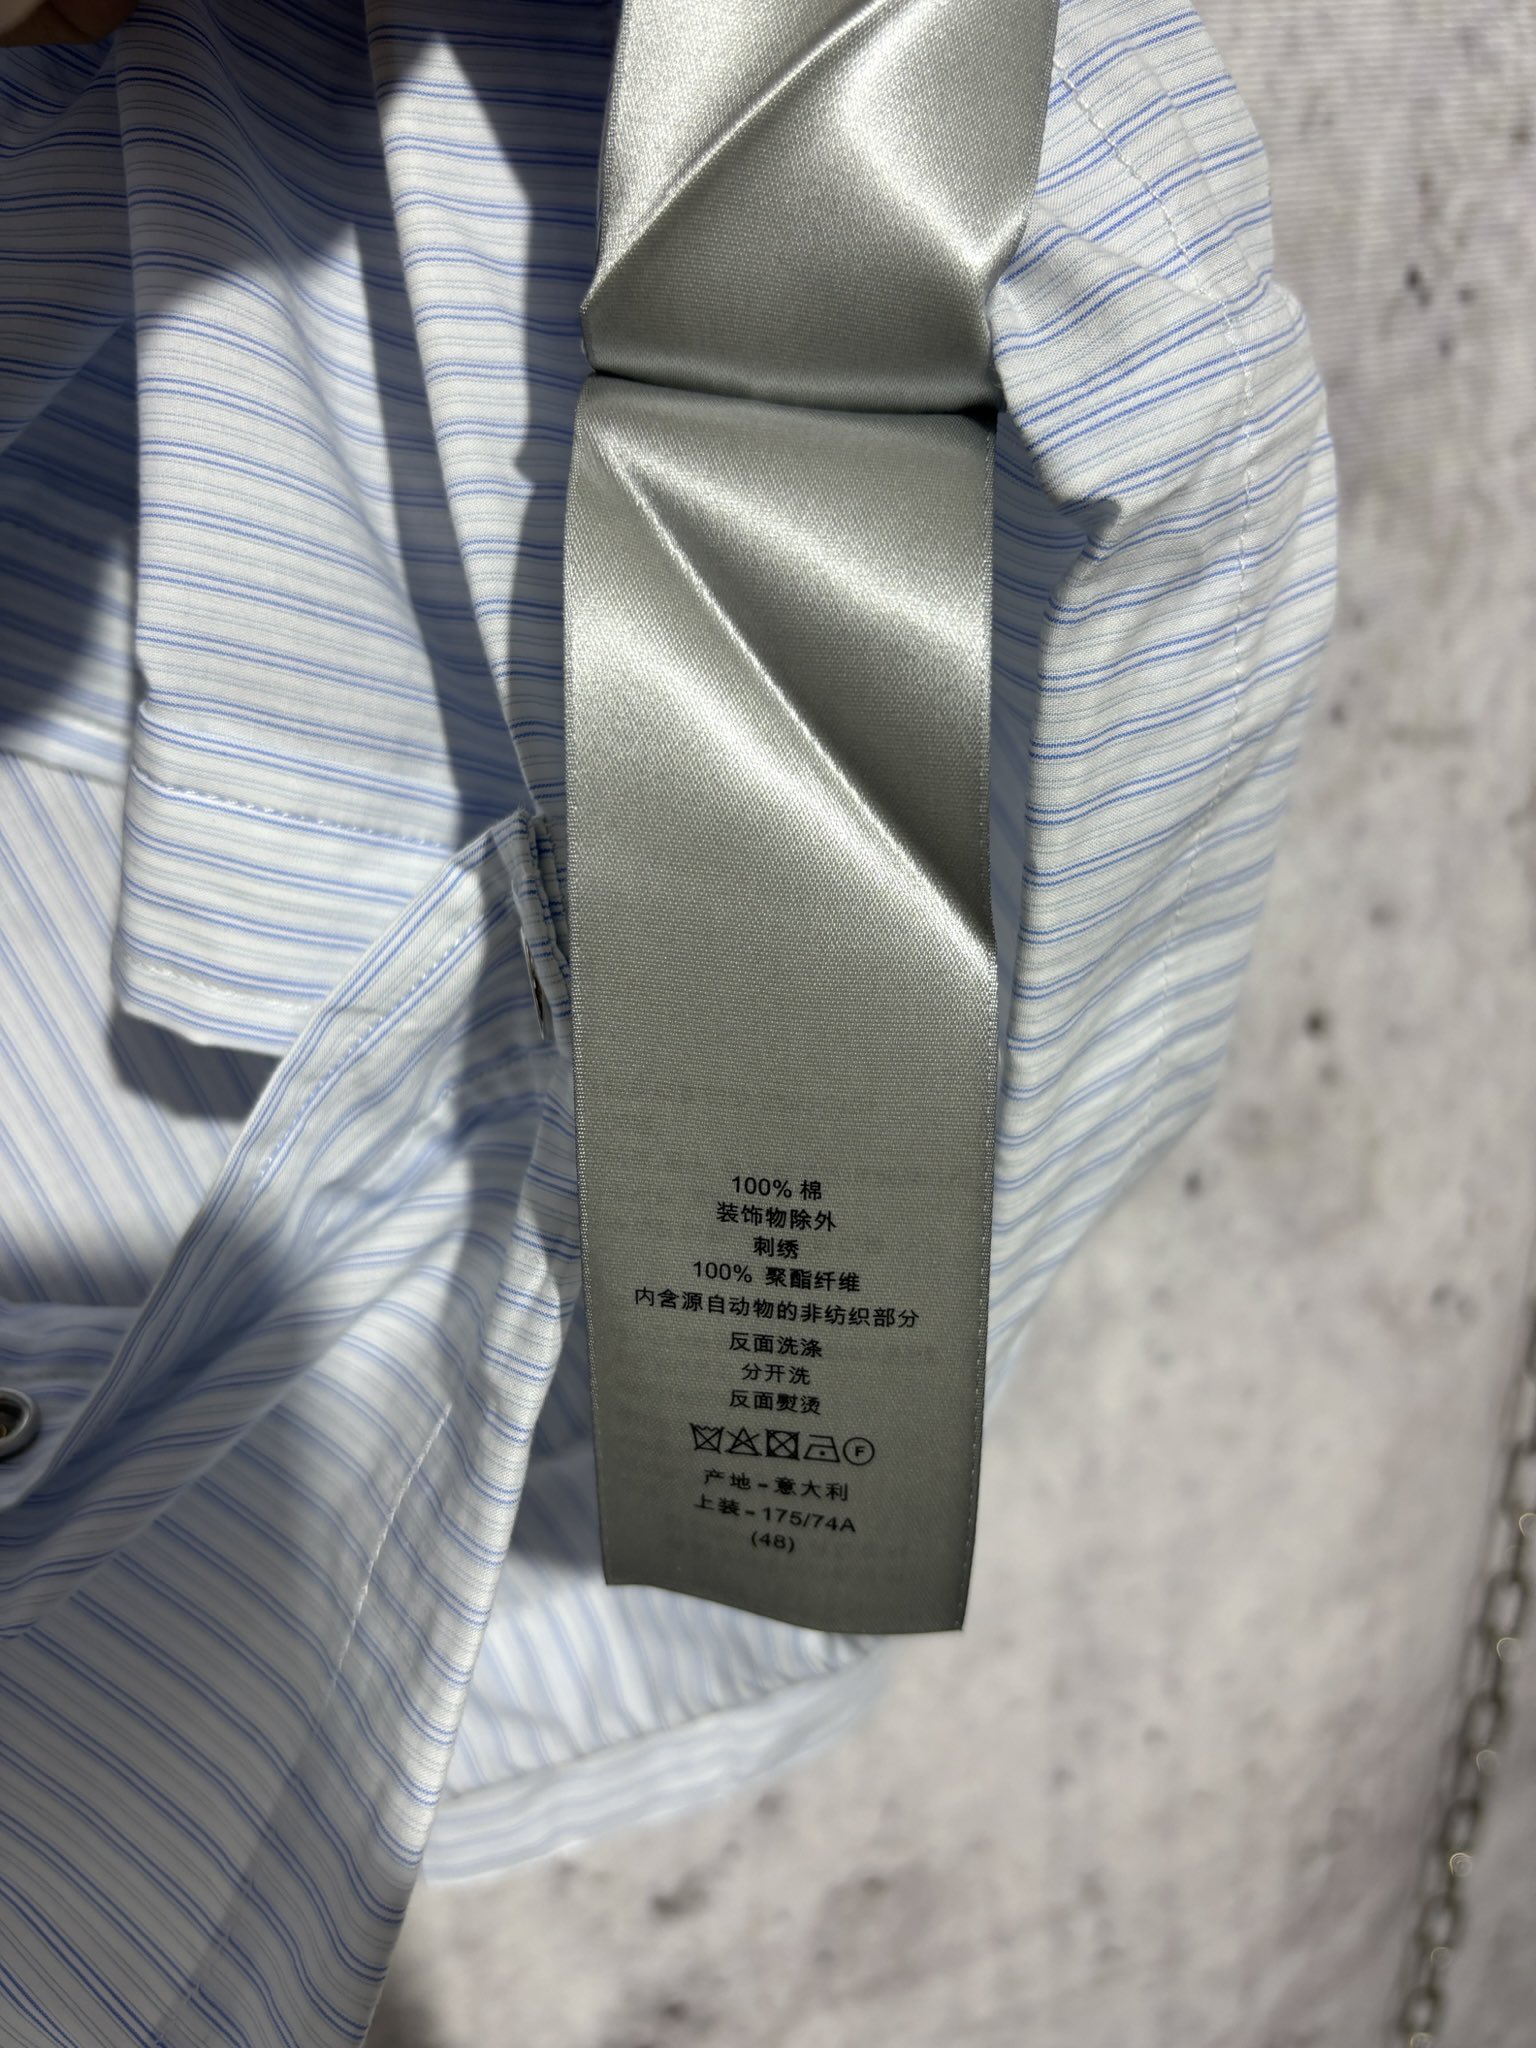 100% 棉
装饰物除外
刺绣
100% 聚酯纤维
内含源自动物的非纺织部分
反面洗涤
分开洗
反面熨烫
F
产地-意大利
上装-175/74A
(48)